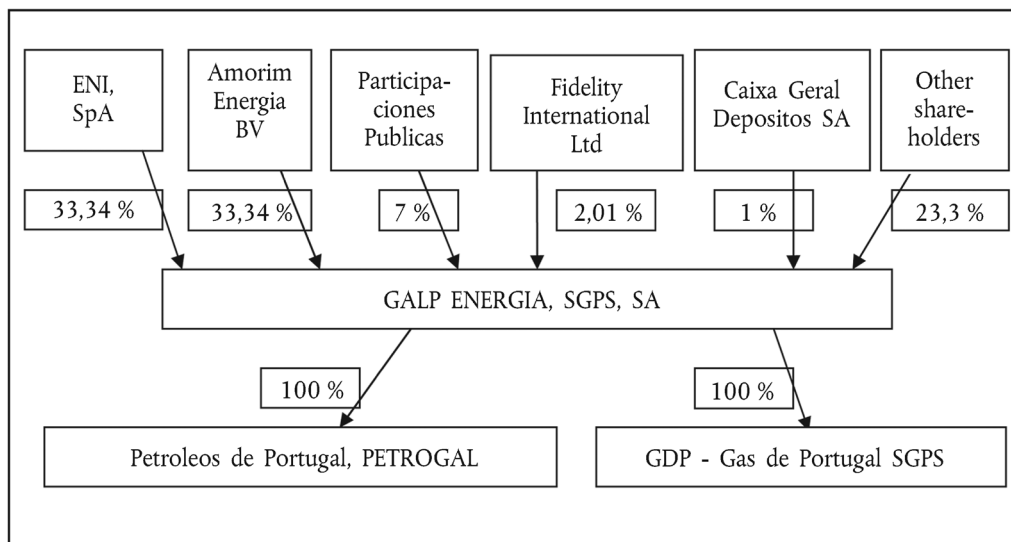 ENI,
SpA
Amorim
Energia
BV
Participa-
ciones
Publicas
Fidelity
International
Ltd
Caixa Geral
Depositos SA
Other
share-
holders
33,34 %
33,34 %
7 %
2,01 %
1 %
23,3 %
GALP ENERGIA, SGPS, SA
100 %
100 %
Petroleos de Portugal, PETROGAL
GDP - Gas de Portugal SGPS